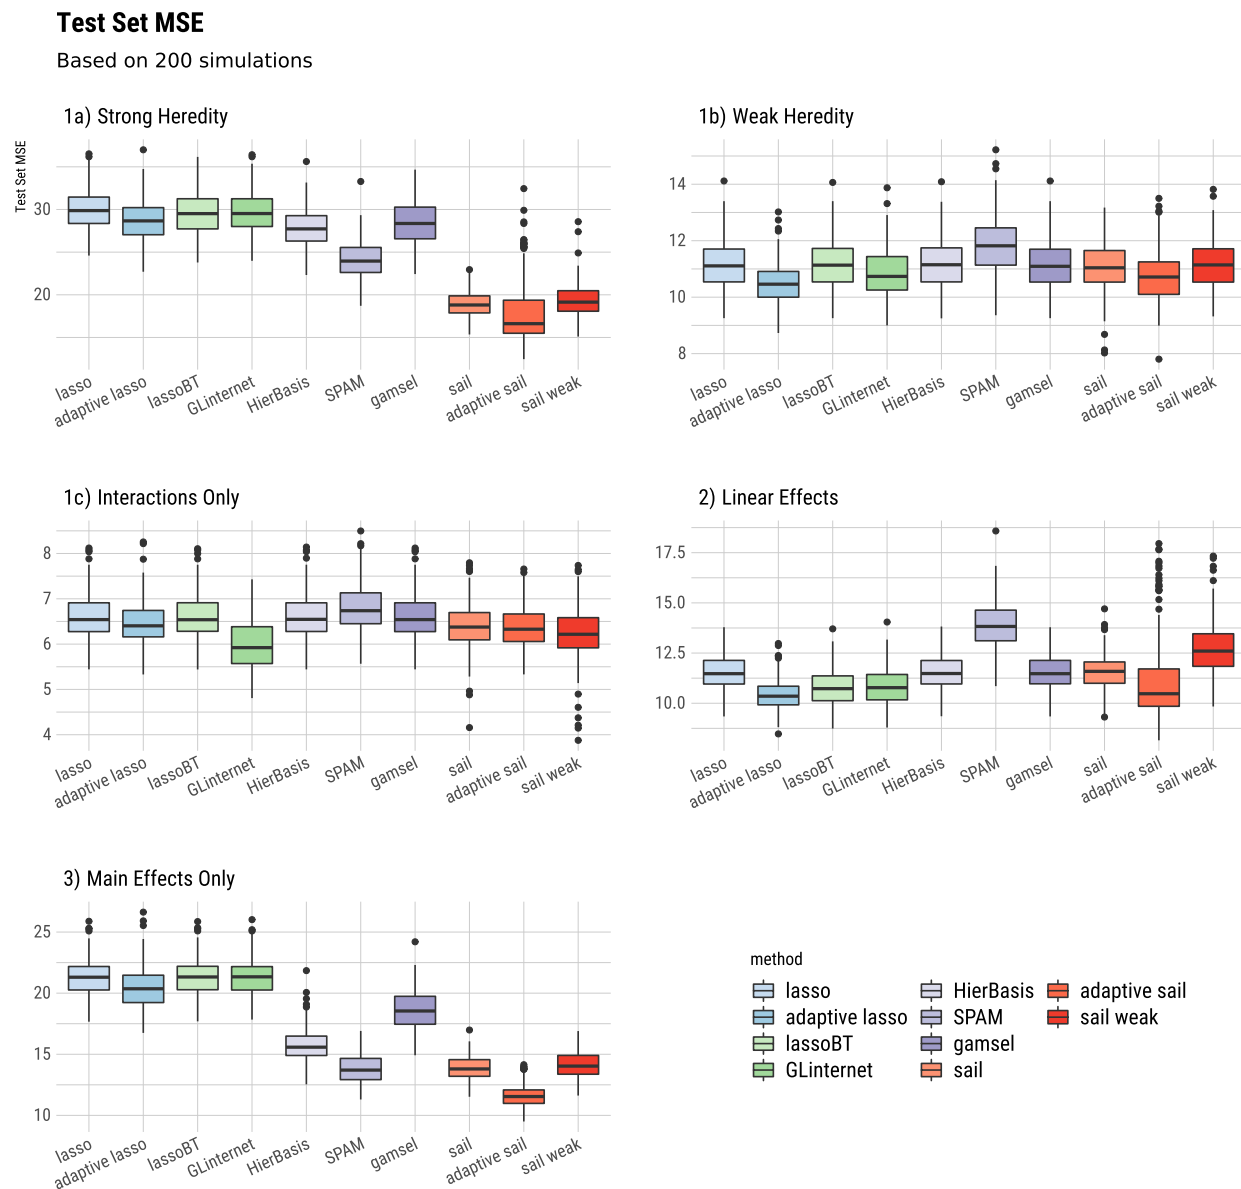 Test Set MSE
Based on 200 simulations
1a) Strong Heredity
Test Set MSE
30
20
lasso
adaptive lasso
lassoBT
GLinternet
HierBasis
SPAM
gamsel
sail
adaptive sail
sail weak
1b) Weak Heredity
14
12
10
8
lasso
adaptive lasso
lassoBT
GLinternet
HierBasis
SPAM
gamsel
sail
adaptive sail
sail weak
1c) Interactions Only
8
7
6
5
4
lasso
adaptive lasso
lassoBT
GLinternet
HierBasis
SPAM
gamsel
sail
adaptive sail
sail weak
2) Linear Effects
17.5
15.0
12.5
10.0
lasso
adaptive lasso
lassoBT
GLinternet
HierBasis
SPAM
gamsel
sail
adaptive sail
sail weak
3) Main Effects Only
25
20
15
10
lasso
adaptive lasso
lassoBT
GLinternet
HierBasis
SPAM
gamsel
sail
adaptive sail
sail weak
method
lasso
adaptive lasso
lassoBT
GLinternet
HierBasis
SPAM
gamsel
sail
adaptive sail
sail weak